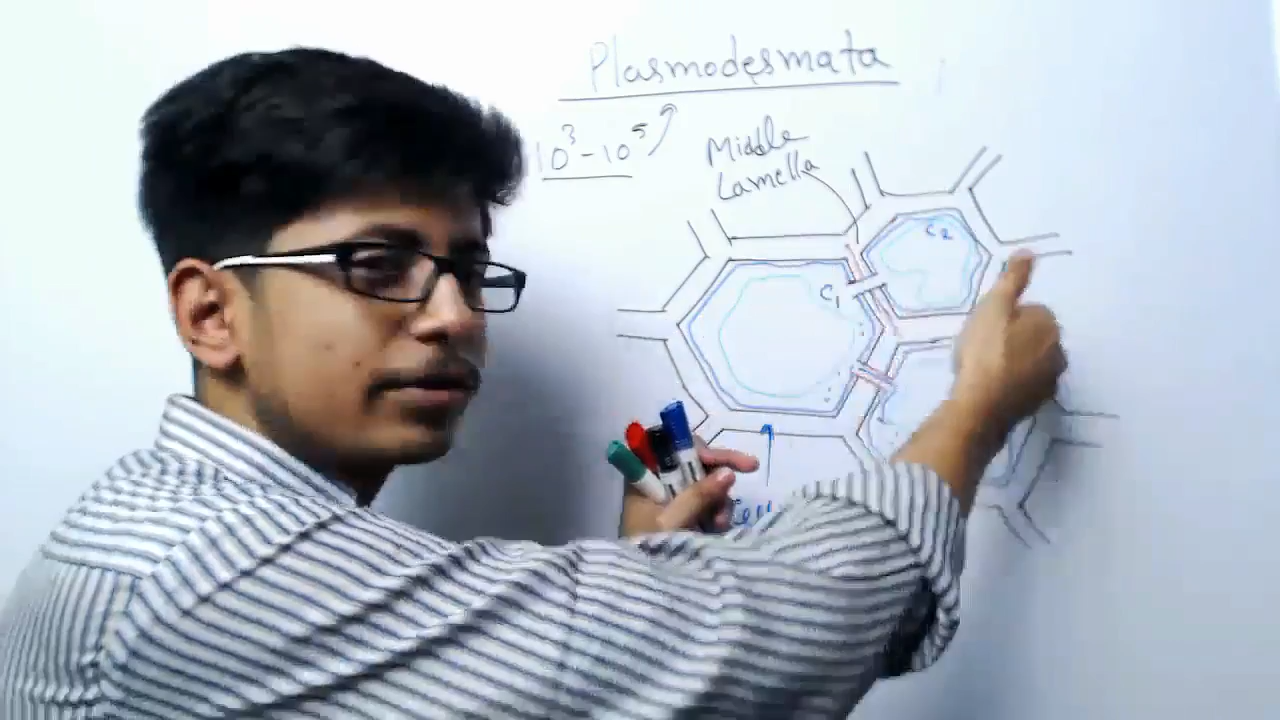 Plasmodesmata
10³-10⁵
Middle
Lamella
C₂
C₁